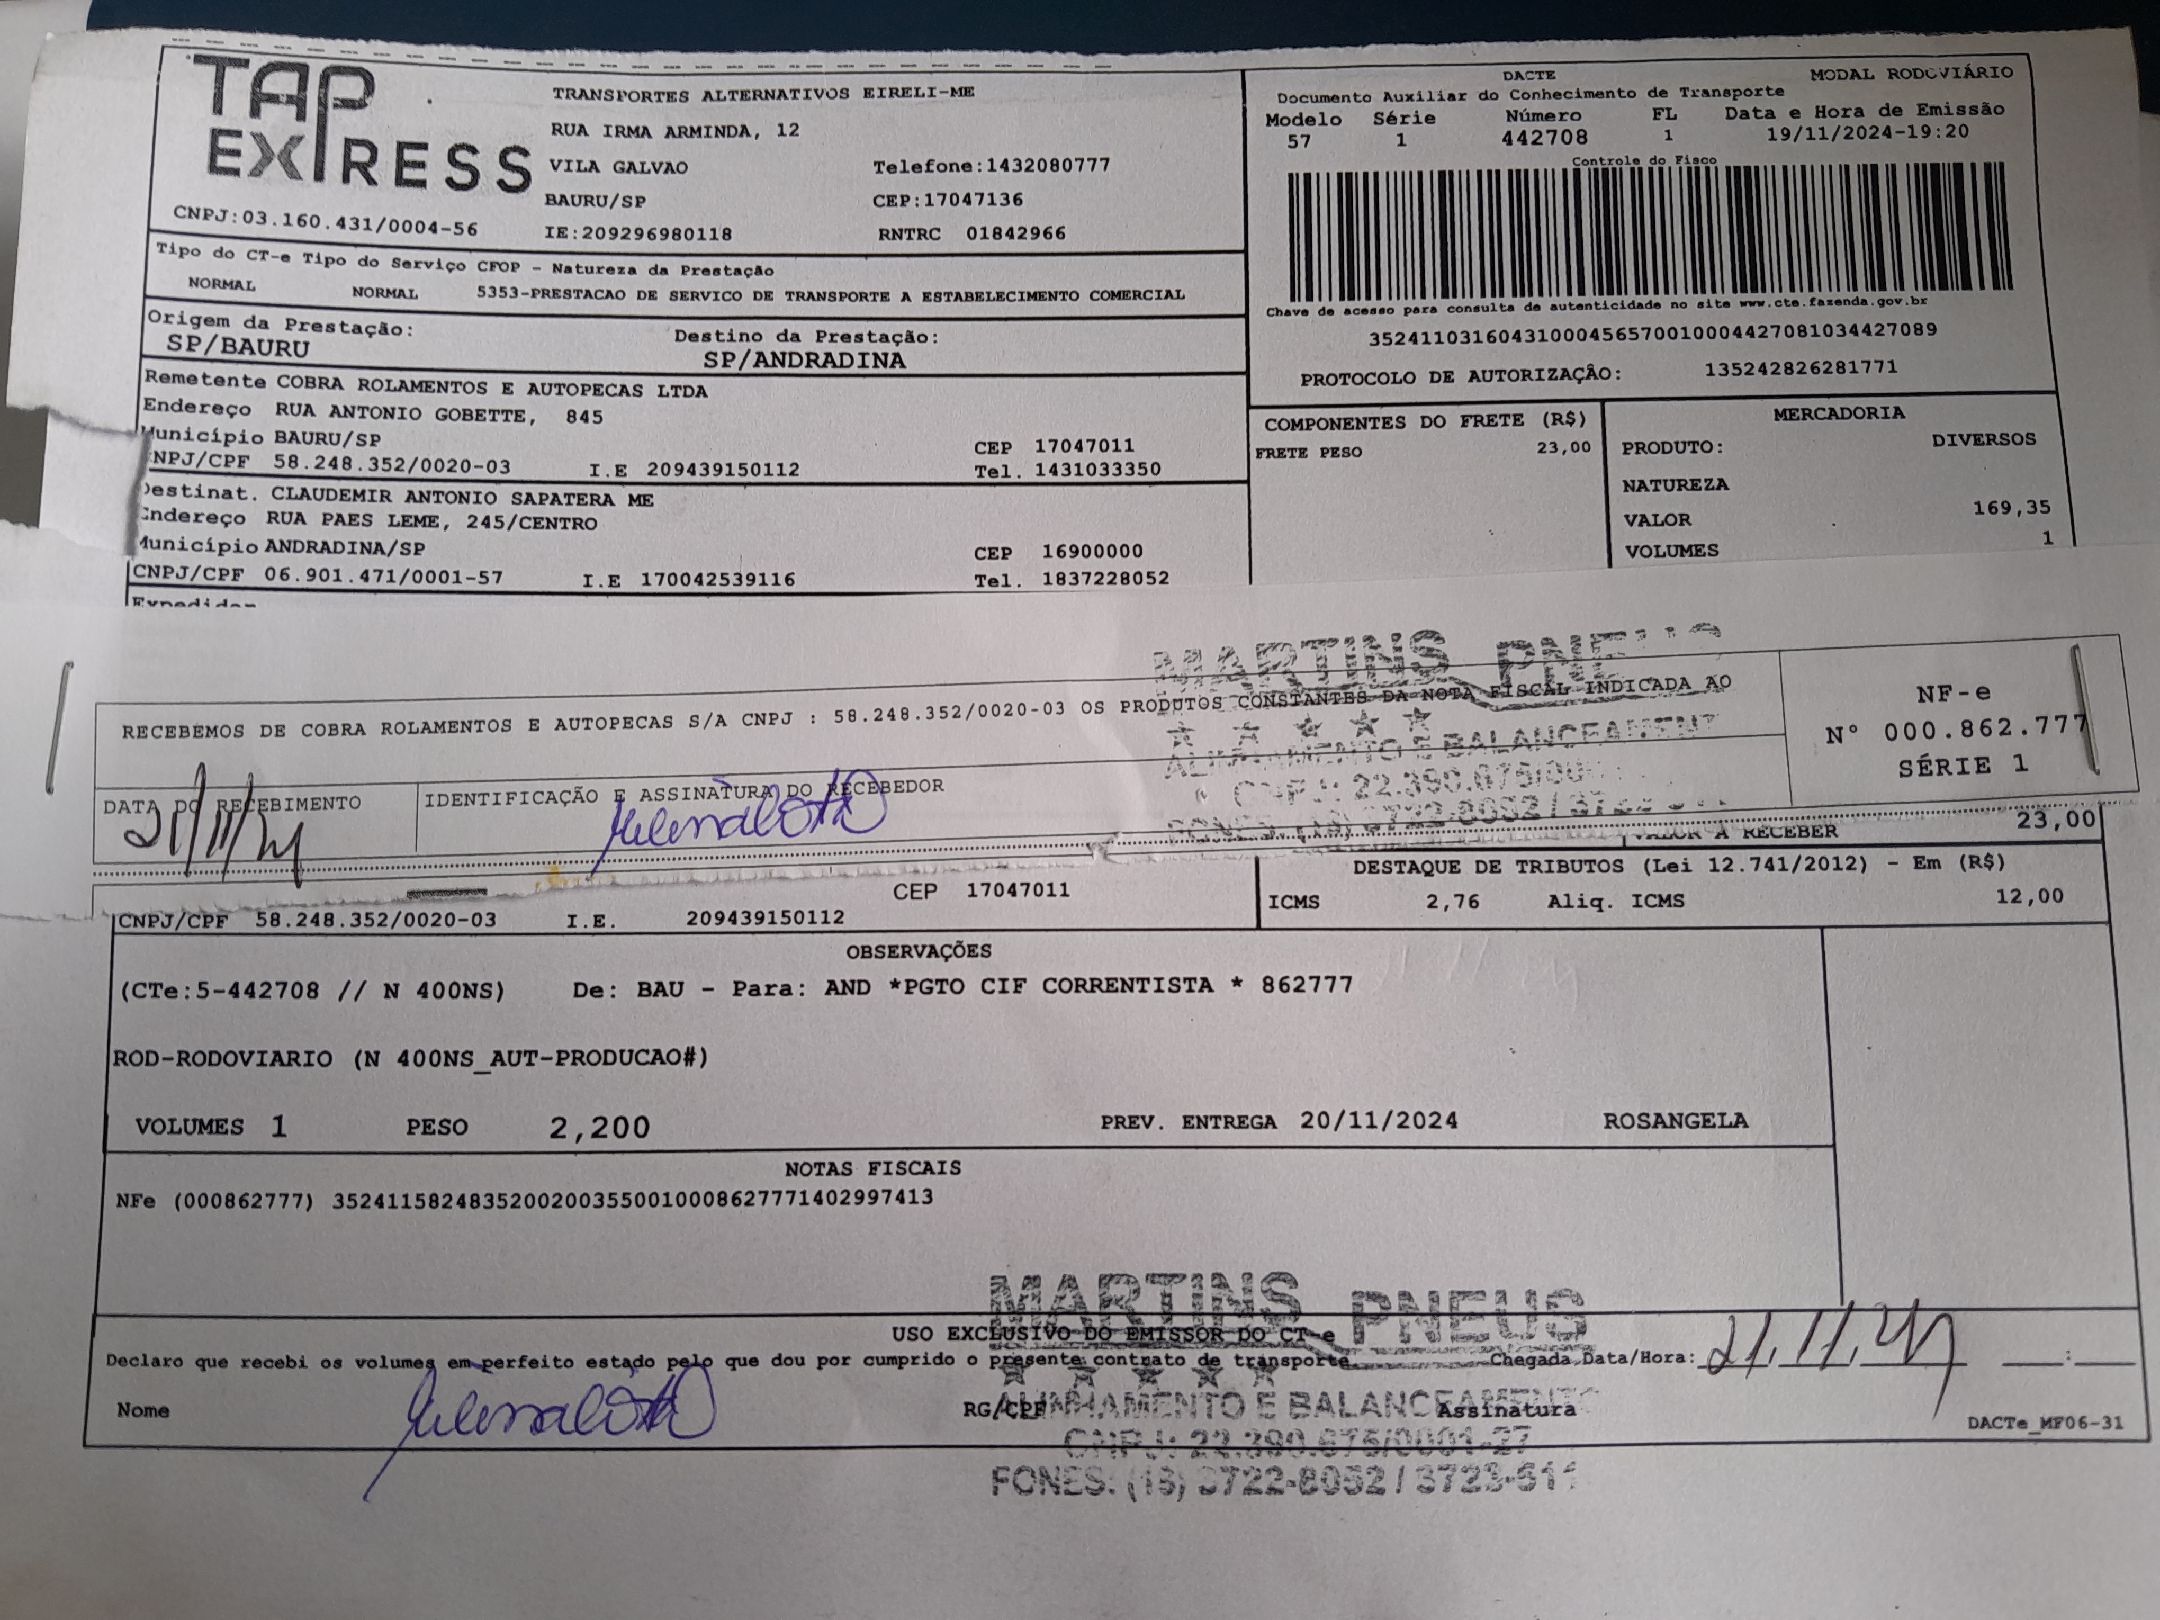 TAP EXPRESS
TRANSPORTES ALTERNATIVOS EIRELI-ME
RUA IRMA ARMINDA, 12
VILA GALVAO Telefone:1432080777
BAURU/SP CEP:17047136
CNPJ:03.160.431/0004-56 IE:209296980118 RNTRC 01842966
DACTE MODAL RODOVIÁRIO
Documento Auxiliar do Conhecimento de Transporte
Modelo Série Número FL Data e Hora de Emissão
57 1 442708 1 19/11/2024-19:20
Controle do Fisco
Chave de acesso para consulta de autenticidade no site www.cte.fazenda.gov.br
35241103160431000456570010004427081034427089
PROTOCOLO DE AUTORIZAÇÃO: 135242826281771
Tipo do CT-e Tipo do Serviço CFOP - Natureza da Prestação
NORMAL NORMAL 5353-PRESTACAO DE SERVICO DE TRANSPORTE A ESTABELECIMENTO COMERCIAL
Origem da Prestação: Destino da Prestação:
SP/BAURU SP/ANDRADINA
Remetente COBRA ROLAMENTOS E AUTOPECAS LTDA
Endereço RUA ANTONIO GOBETTE, 845
Município BAURU/SP CEP 17047011
CNPJ/CPF 58.248.352/0020-03 I.E 209439150112 Tel. 1431033350
Destinat. CLAUDEMIR ANTONIO SAPATERA ME
Endereço RUA PAES LEME, 245/CENTRO
Município ANDRADINA/SP CEP 16900000
CNPJ/CPF 06.901.471/0001-57 I.E 170042539116 Tel. 1837228052
COMPONENTES DO FRETE (R$)
FRETE PESO 23,00
MERCADORIA
PRODUTO: DIVERSOS
NATUREZA
VALOR 169,35
VOLUMES 1
RECEBEMOS DE COBRA ROLAMENTOS E AUTOPECAS S/A CNPJ : 58.248.352/0020-03 OS PRODUTOS CONSTANTES DA NOTA FISCAL INDICADA AO
MARTINS PNEUS
ALINHAMENTO E BALANCEAMENT
NF-e
N° 000.862.777
SÉRIE 1
DATA DO RECEBIMENTO IDENTIFICAÇÃO E ASSINATURA DO RECEBEDOR
21/11/24
VALOR A RECEBER 23,00
CEP 17047011
CNPJ/CPF 58.248.352/0020-03 I.E. 209439150112
DESTAQUE DE TRIBUTOS (Lei 12.741/2012) - Em (R$)
ICMS 2,76 Aliq. ICMS 12,00
OBSERVAÇÕES
(CTe:5-442708 // N 400NS) De: BAU - Para: AND *PGTO CIF CORRENTISTA * 862777
ROD-RODOVIARIO (N 400NS_AUT-PRODUCAO#)
VOLUMES 1 PESO 2,200 PREV. ENTREGA 20/11/2024 ROSANGELA
NOTAS FISCAIS
NFe (000862777) 35241158248352002003550010008627771402997413
MARTINS PNEUS
USO EXCLUSIVO DO EMISSOR DO CT-e
Declaro que recebi os volumes em perfeito estado pelo que dou por cumprido o presente contrato de transporte. Chegada Data/Hora: 21,11,24 :
ALINHAMENTO E BALANCEAMENTO
Nome RG/CPF Assinatura
DACTe_MF06-31
CNPJ: 22.390.675/0001-27
FONES: (18) 3722-8052 /